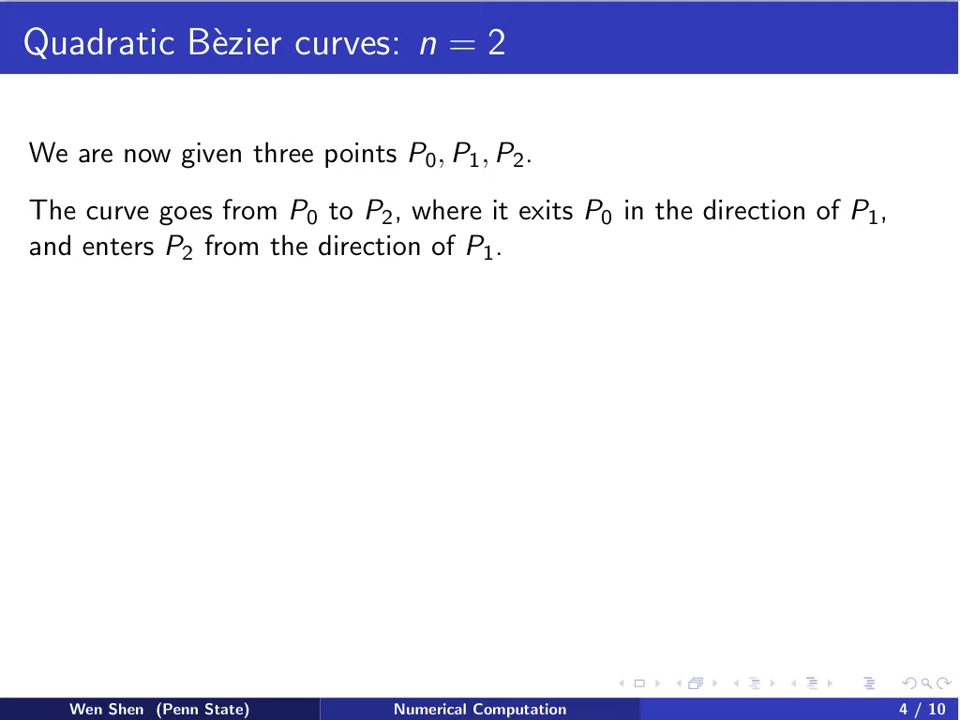 Quadratic Bèzier curves: n = 2
We are now given three points P₀, P₁, P₂.
The curve goes from P₀ to P₂, where it exits P₀ in the direction of P₁,
and enters P₂ from the direction of P₁.
Wen Shen (Penn State) Numerical Computation 4 / 10